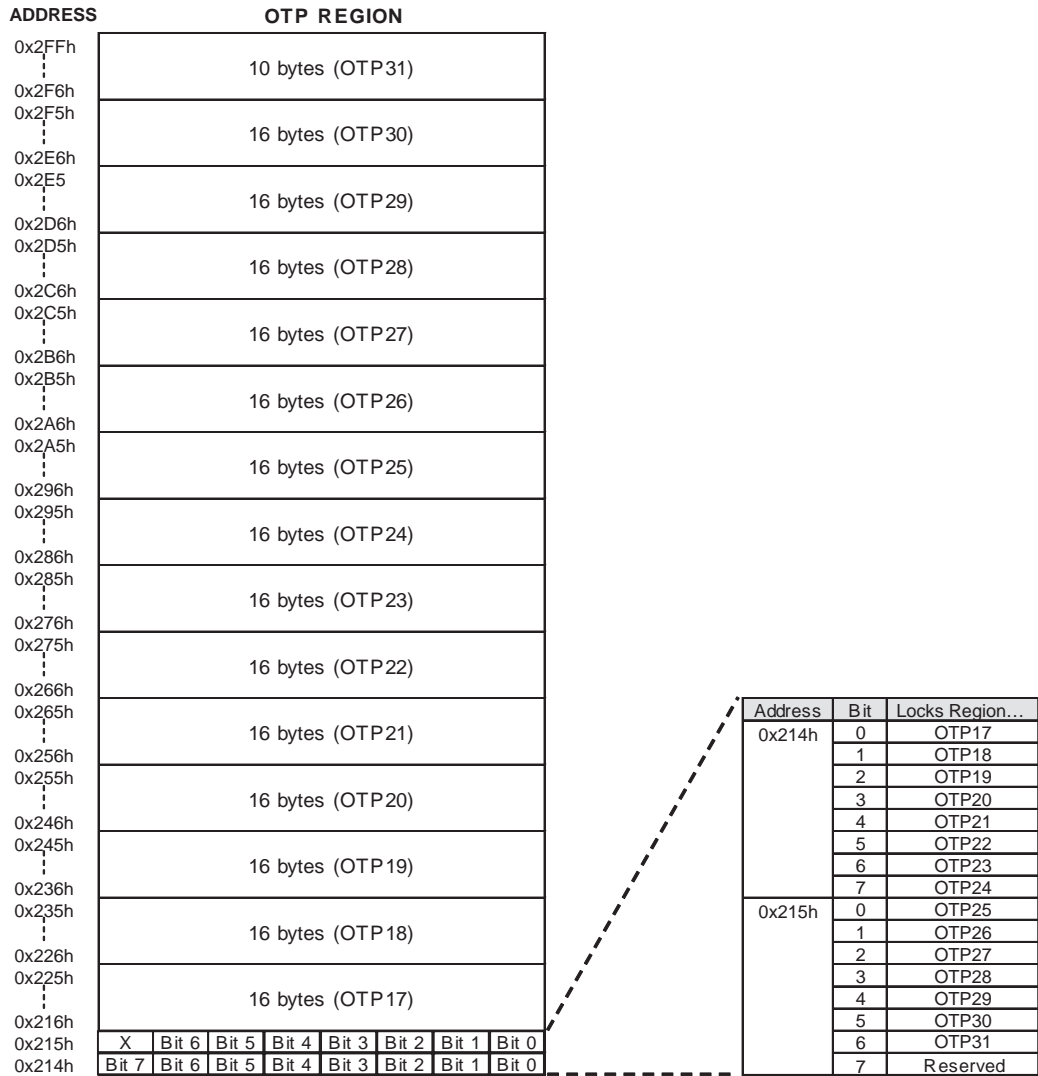 ADDRESS OTP REGION
0x2FFh
10 bytes (OTP31)
0x2F6h
0x2F5h
16 bytes (OTP30)
0x2E6h
0x2E5
16 bytes (OTP29)
0x2D6h
0x2D5h
16 bytes (OTP28)
0x2C6h
0x2C5h
16 bytes (OTP27)
0x2B6h
0x2B5h
16 bytes (OTP26)
0x2A6h
0x2A5h
16 bytes (OTP25)
0x296h
0x295h
16 bytes (OTP24)
0x286h
0x285h
16 bytes (OTP23)
0x276h
0x275h
16 bytes (OTP22)
0x266h
0x265h
16 bytes (OTP21)
0x256h
0x255h
16 bytes (OTP20)
0x246h
0x245h
16 bytes (OTP19)
0x236h
0x235h
16 bytes (OTP18)
0x226h
0x225h
16 bytes (OTP17)
0x216h
0x215h X Bit 6 Bit 5 Bit 4 Bit 3 Bit 2 Bit 1 Bit 0
0x214h Bit 7 Bit 6 Bit 5 Bit 4 Bit 3 Bit 2 Bit 1 Bit 0
Address Bit Locks Region...
0x214h 0 OTP17
1 OTP18
2 OTP19
3 OTP20
4 OTP21
5 OTP22
6 OTP23
7 OTP24
0x215h 0 OTP25
1 OTP26
2 OTP27
3 OTP28
4 OTP29
5 OTP30
6 OTP31
7 Reserved